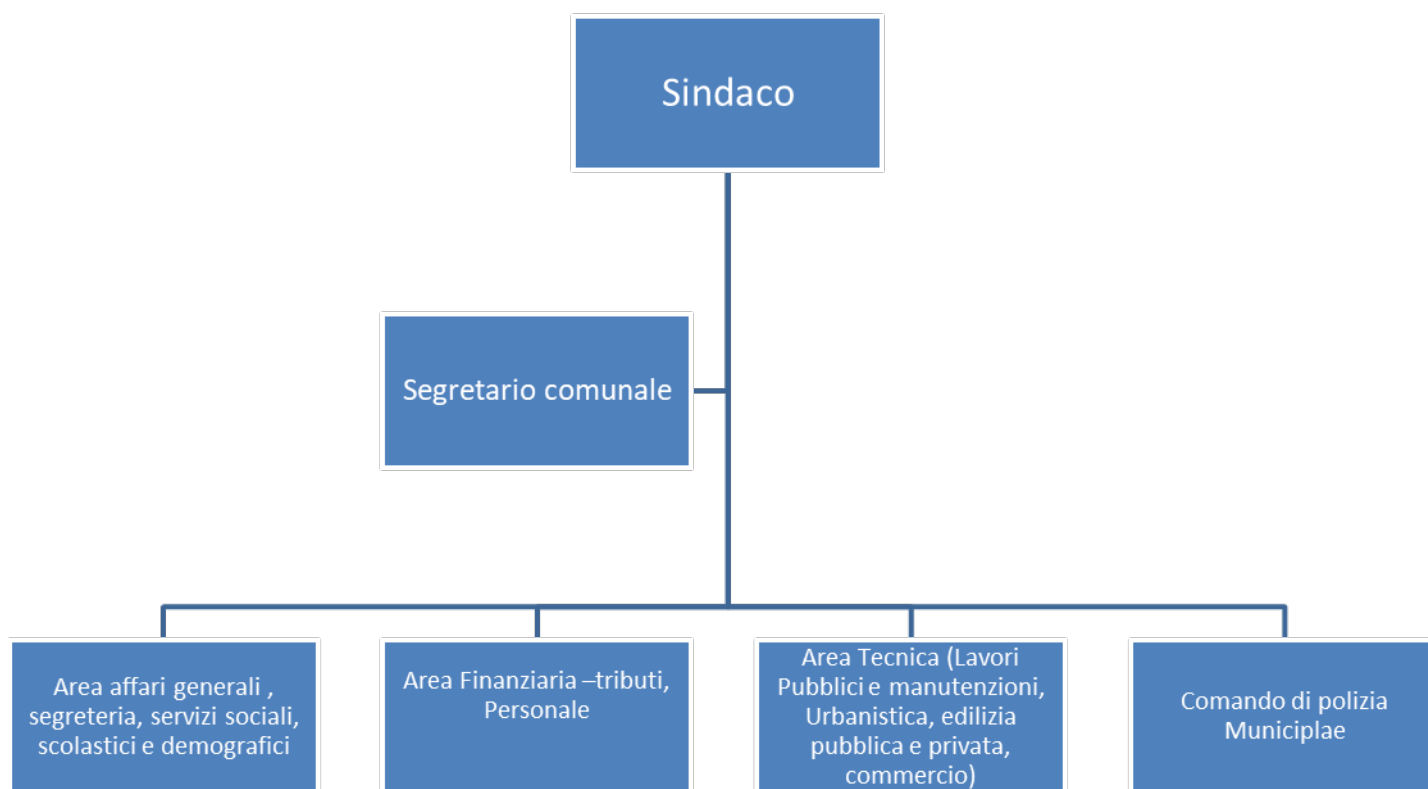 Sindaco
Segretario comunale
Area affari generali ,
segreteria, servizi sociali,
scolastici e demografici
Area Finanziaria –tributi,
Personale
Area Tecnica (Lavori
Pubblici e manutenzioni,
Urbanistica, edilizia
pubblica e privata,
commercio)
Comando di polizia
Municiplae